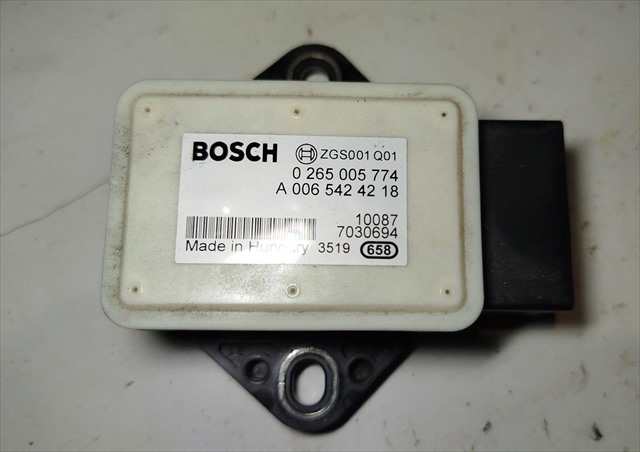 BOSCH ZGS001 Q01
0 265 005 774
A 006 542 42 18
10087
7030694
Made in Hungary 3519 658